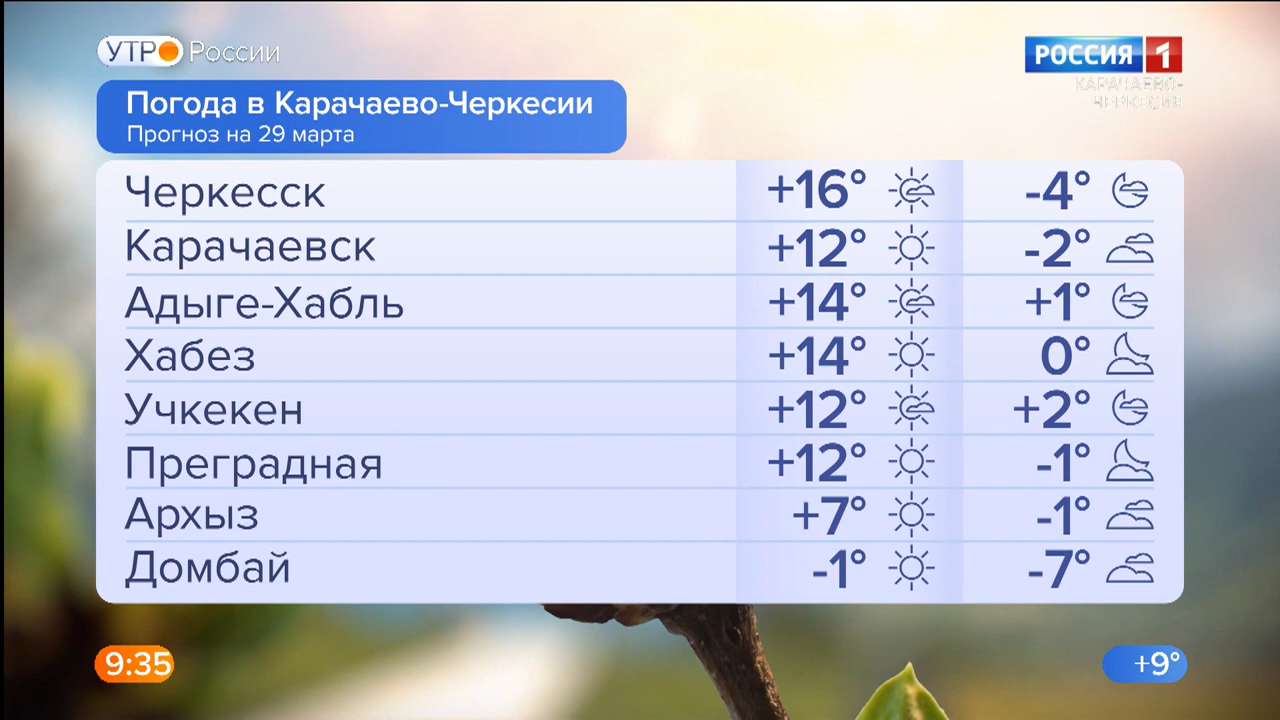 УТРО России
РОССИЯ 1
КАРАЧАЕВО-
ЧЕРКЕСИЯ
Погода в Карачаево-Черкесии
Прогноз на 29 марта
Черкесск +16° -4°
Карачаевск +12° -2°
Адыге-Хабль +14° +1°
Хабез +14° 0°
Учкекен +12° +2°
Преградная +12° -1°
Архыз +7° -1°
Домбай -1° -7°
9:35 +9°